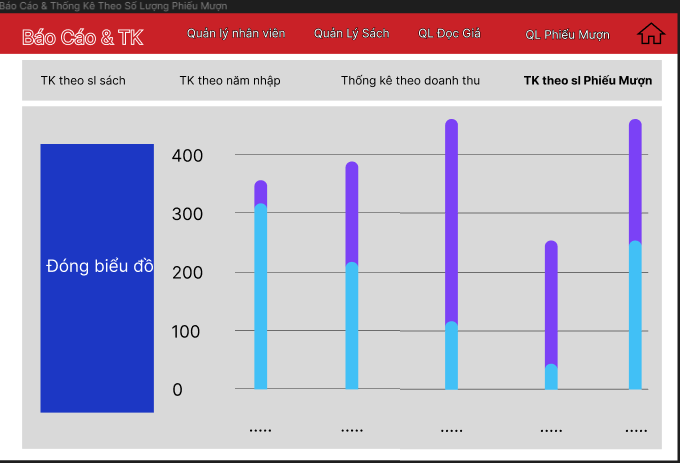 Báo Cáo & Thống Kê Theo Số Lượng Phiếu Mượn
Báo Cáo & TK
Quản lý nhân viên
Quản Lý Sách
QL Đọc Giả
QL Phiếu Mượn
TK theo sl sách
TK theo năm nhập
Thống kê theo doanh thu
TK theo sl Phiếu Mượn
Đóng biểu đồ
400
300
200
100
0
.....
.....
.....
.....
.....